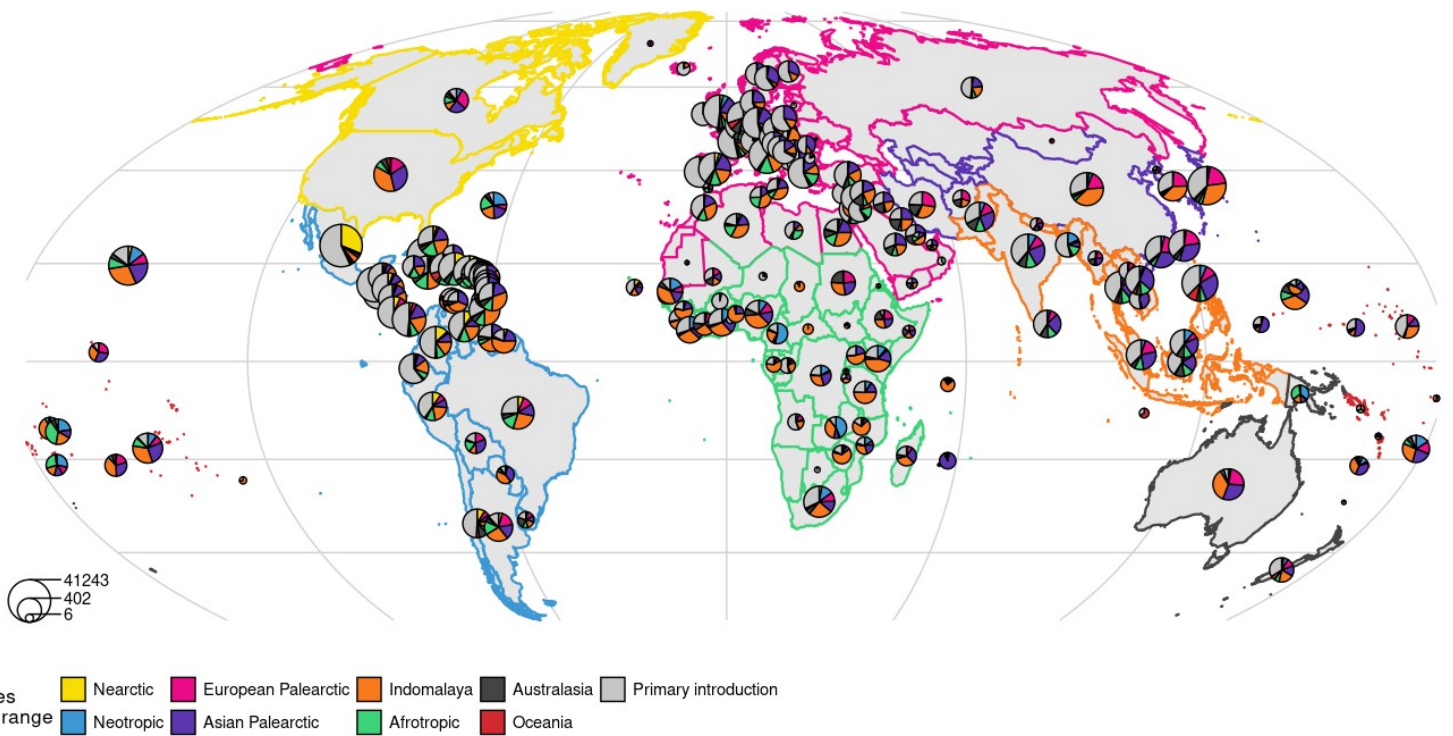 41243
402
6
es
range
Nearctic European Palearctic Indomalaya Australasia Primary introduction
Neotropic Asian Palearctic Afrotropic Oceania